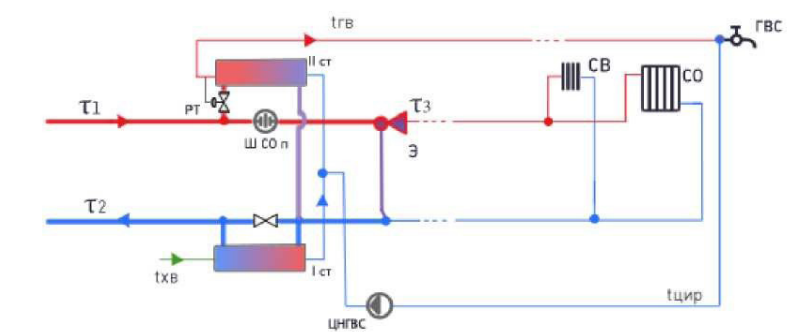 tгв
ГВС
II ст
СВ
СО
τ1
РТ
τ3
Ш СО п
Э
τ2
I ст
tхв
tцир
ЦНГВС